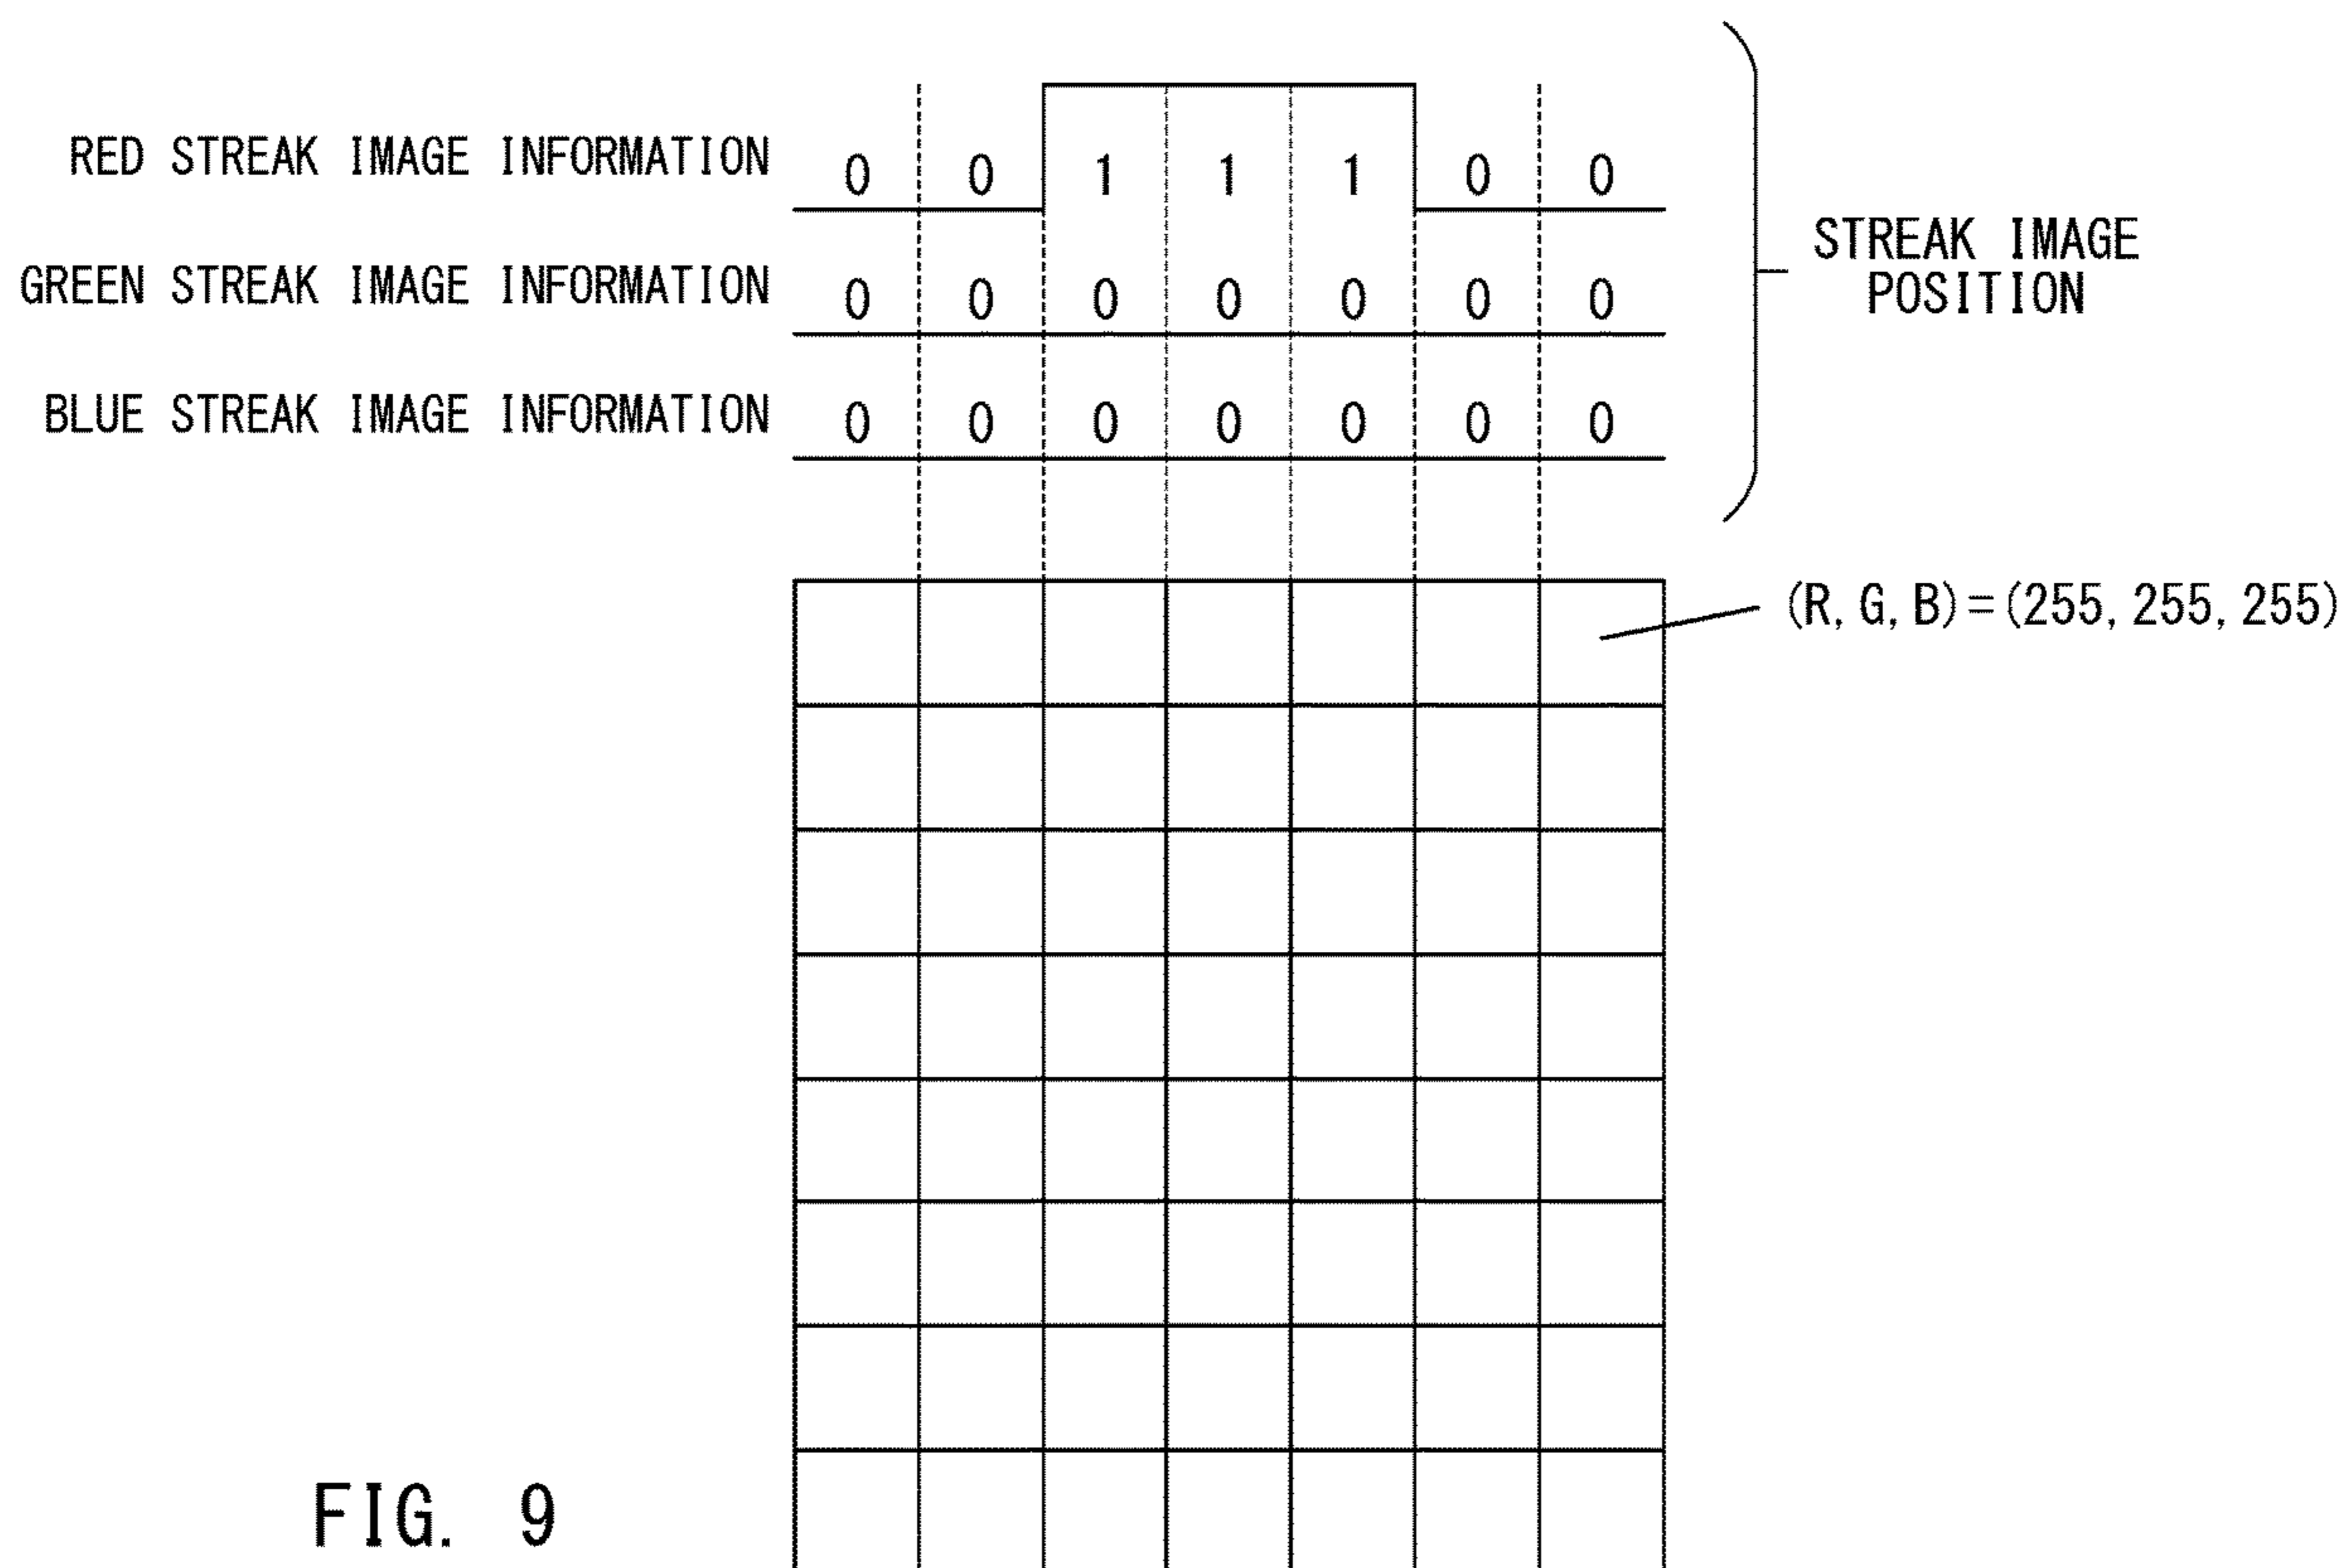 RED STREAK IMAGE INFORMATION 0 0 1 1 1 0 0
GREEN STREAK IMAGE INFORMATION 0 0 0 0 0 0 0
BLUE STREAK IMAGE INFORMATION 0 0 0 0 0 0 0
STREAK IMAGE
POSITION
(R, G, B)=(255, 255, 255)
FIG. 9